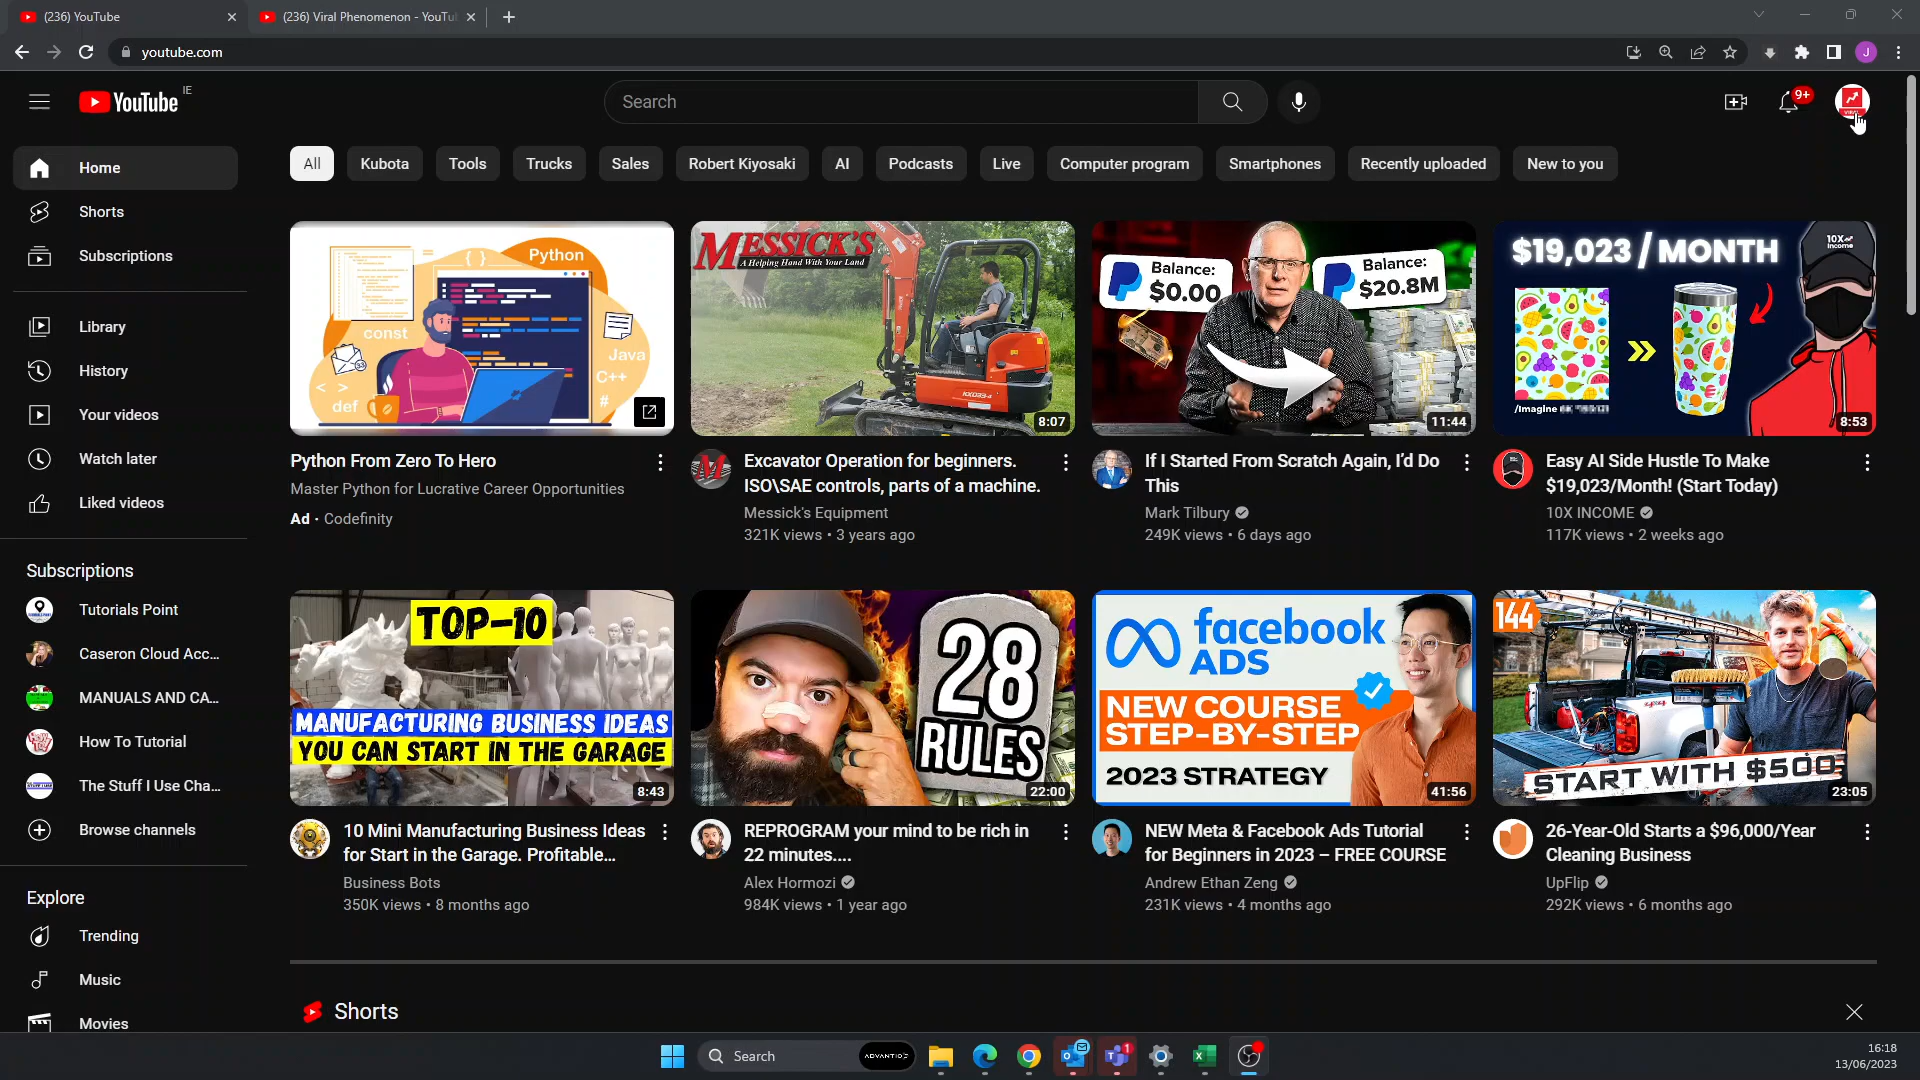 (236) YouTube
(236) Viral Phenomenon - YouTu
youtube.com
J
YouTube IE
Search
9+
Home
Shorts
Subscriptions
Library
History
Your videos
Watch later
Liked videos
Subscriptions
Tutorials Point
Caseron Cloud Acc...
MANUALS AND CA...
How To Tutorial
The Stuff I Use Cha...
Browse channels
Explore
Trending
Music
Movies
All
Kubota
Tools
Trucks
Sales
Robert Kiyosaki
AI
Podcasts
Live
Computer program
Smartphones
Recently uploaded
New to you
Python
{ }
=
const
Java
C++
#
< >
def
Python From Zero To Hero
Master Python for Lucrative Career Opportunities
Ad · Codefinity
MESSICK'S
A Helping Hand With Your Land
KX033-4
8:07
Excavator Operation for beginners.
ISO\SAE controls, parts of a machine.
Messick's Equipment
321K views • 3 years ago
Balance:
$0.00
Balance:
$20.8M
11:44
If I Started From Scratch Again, I'd Do
This
Mark Tilbury
249K views • 6 days ago
$19,023 / MONTH
10X
Income
/Imagine
8:53
Easy AI Side Hustle To Make
$19,023/Month! (Start Today)
10X INCOME
117K views • 2 weeks ago
TOP-10
MANUFACTURING BUSINESS IDEAS
YOU CAN START IN THE GARAGE
8:43
10 Mini Manufacturing Business Ideas
for Start in the Garage. Profitable...
Business Bots
350K views • 8 months ago
28
RULES
22:00
REPROGRAM your mind to be rich in
22 minutes....
Alex Hormozi
984K views • 1 year ago
facebook
ADS
NEW COURSE
STEP-BY-STEP
2023 STRATEGY
41:56
NEW Meta & Facebook Ads Tutorial
for Beginners in 2023 – FREE COURSE
Andrew Ethan Zeng
231K views • 4 months ago
144
START WITH $500?
23:05
26-Year-Old Starts a $96,000/Year
Cleaning Business
UpFlip
292K views • 6 months ago
Shorts
Search
1
16:18
13/06/2023